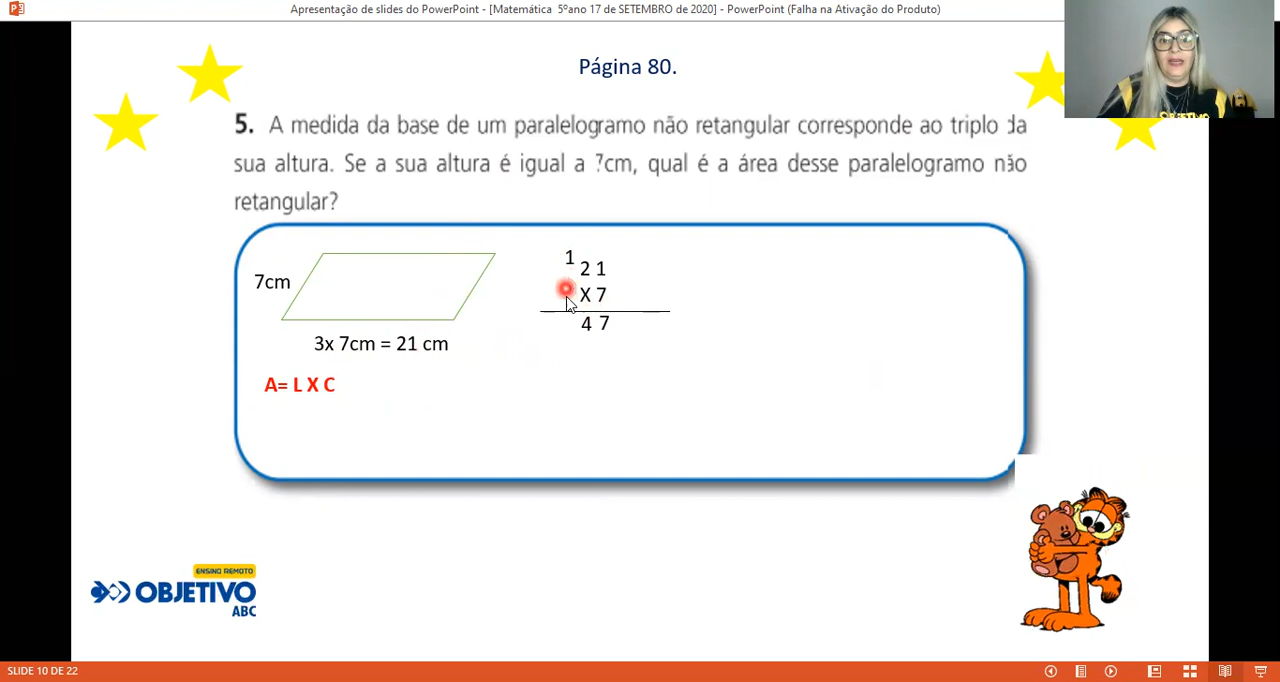 Apresentação de slides do PowerPoint - [Matemática 5ºano 17 de SETEMBRO de 2020] - PowerPoint (Falha na Ativação do Produto)
Página 80.
5. A medida da base de um paralelogramo não retangular corresponde ao triplo da
sua altura. Se a sua altura é igual a 7cm, qual é a área desse paralelogramo não
retangular?
7cm
3x 7cm = 21 cm
A= L X C
1
2 1
X 7
4 7
ENSINO REMOTO
OBJETIVO
ABC
OBJETIVO
SLIDE 10 DE 22